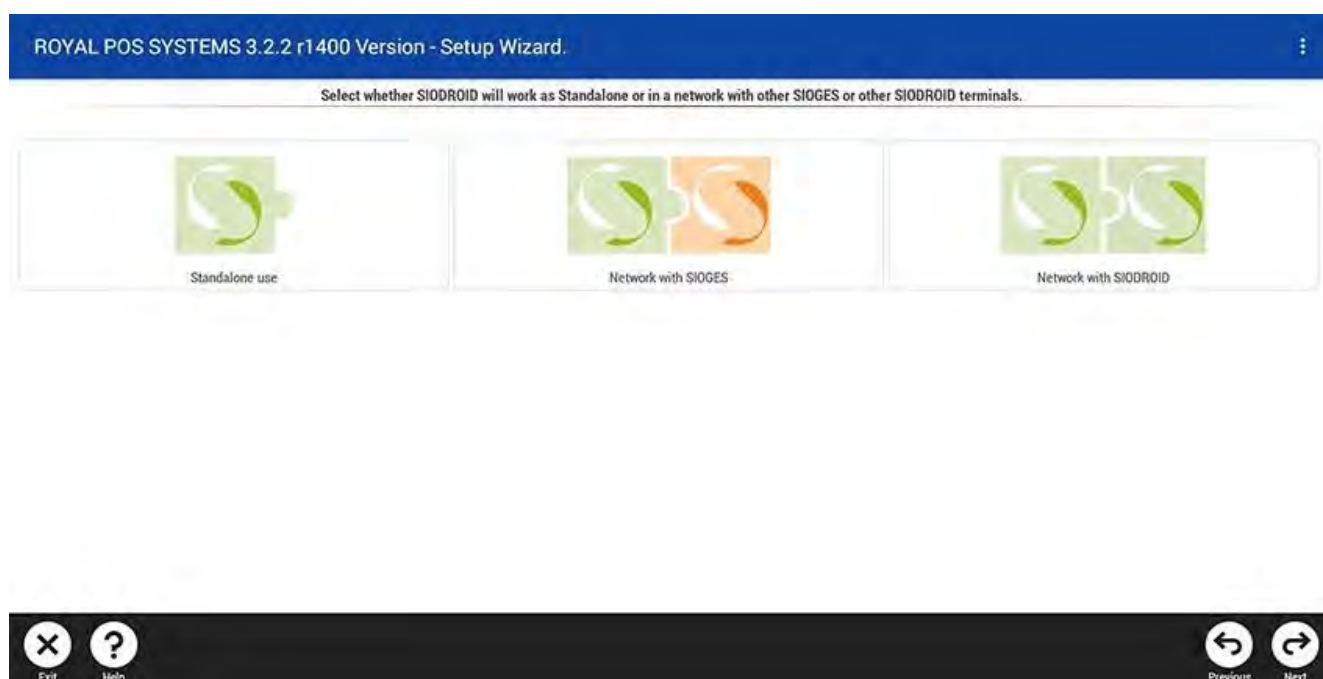 ROYAL POS SYSTEMS 3.2.2 r1400 Version - Setup Wizard.
Select whether SIODROID will work as Standalone or in a network with other SIOGES or other SIODROID terminals.
Standalone use
Network with SIOGES
Network with SIODROID
Exit
Help
Previous
Next